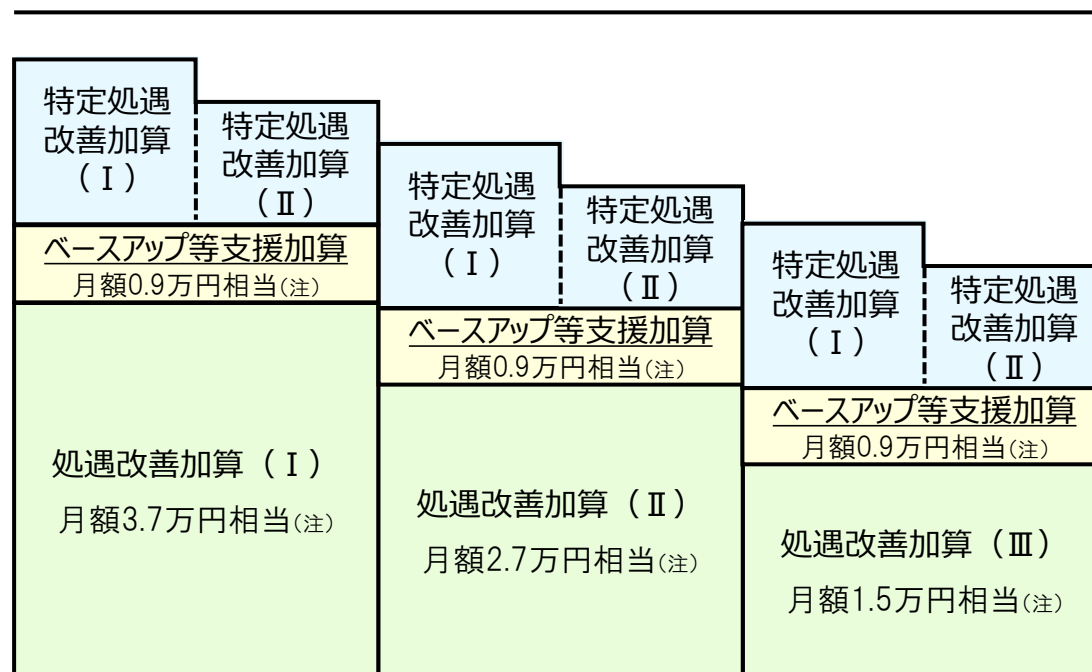 特定処遇
改善加算
（Ⅰ）
特定処遇
改善加算
（Ⅱ）
ベースアップ等支援加算
月額0.9万円相当(注)
処遇改善加算（Ⅰ）
月額3.7万円相当(注)
特定処遇
改善加算
（Ⅰ）
特定処遇
改善加算
（Ⅱ）
ベースアップ等支援加算
月額0.9万円相当(注)
処遇改善加算（Ⅱ）
月額2.7万円相当(注)
特定処遇
改善加算
（Ⅰ）
特定処遇
改善加算
（Ⅱ）
ベースアップ等支援加算
月額0.9万円相当(注)
処遇改善加算（Ⅲ）
月額1.5万円相当(注)